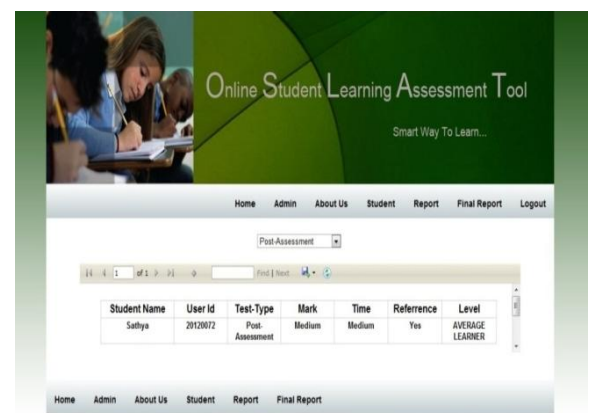 Online Student Learning Assessment Tool
Smart Way To Learn...
Home Admin About Us Student Report Final Report Logout
Post-Assessment
1 of 1 Find | Next
Student Name User Id Test-Type Mark Time Referrence Level
Sathya 20120072 Post-Assessment Medium Medium Yes AVERAGE LEARNER
Home Admin About Us Student Report Final Report